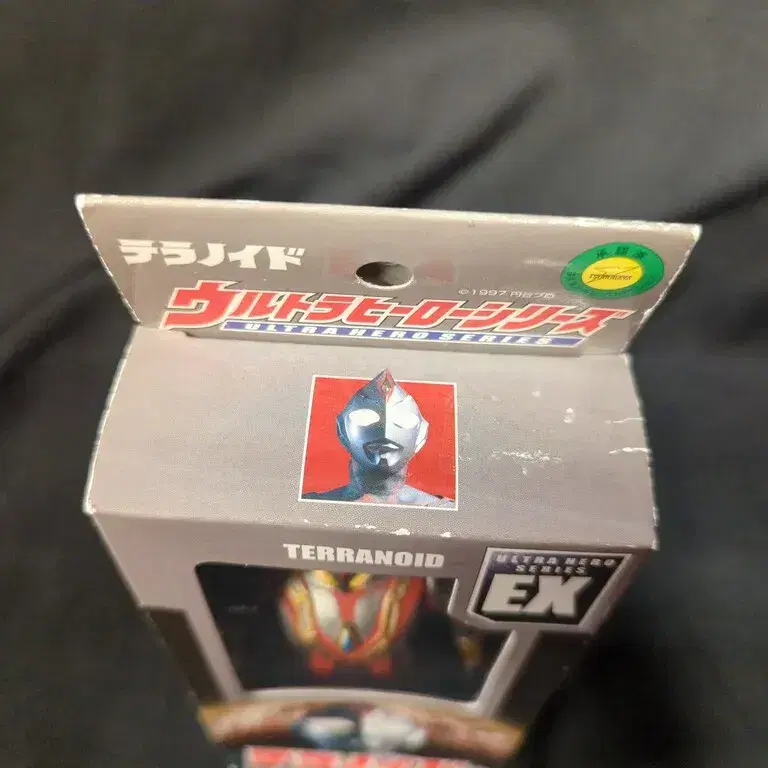 テラノイド
©1997 円谷プロ
ウルトラヒーローシリーズ
ULTRA HERO SERIES
TERRANOID
ULTRA HERO
SERIES
EX